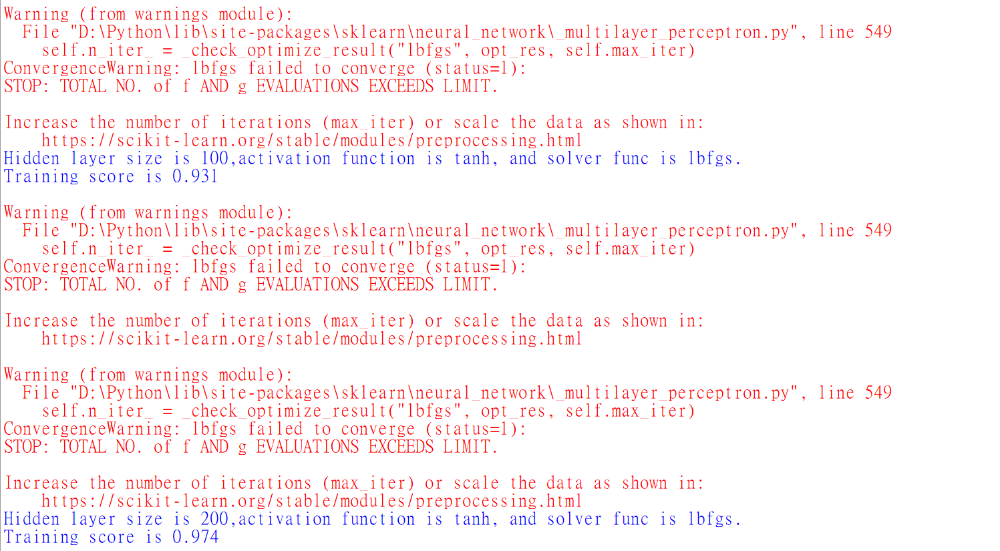 Warning (from warnings module):
  File "D:\Python\lib\site-packages\sklearn\neural_network\_multilayer_perceptron.py", line 549
    self.n_iter_ = _check_optimize_result("lbfgs", opt_res, self.max_iter)
ConvergenceWarning: lbfgs failed to converge (status=1):
STOP: TOTAL NO. of f AND g EVALUATIONS EXCEEDS LIMIT.

Increase the number of iterations (max_iter) or scale the data as shown in:
    https://scikit-learn.org/stable/modules/preprocessing.html
Hidden layer size is 100,activation function is tanh, and solver func is lbfgs.
Training score is 0.931

Warning (from warnings module):
  File "D:\Python\lib\site-packages\sklearn\neural_network\_multilayer_perceptron.py", line 549
    self.n_iter_ = _check_optimize_result("lbfgs", opt_res, self.max_iter)
ConvergenceWarning: lbfgs failed to converge (status=1):
STOP: TOTAL NO. of f AND g EVALUATIONS EXCEEDS LIMIT.

Increase the number of iterations (max_iter) or scale the data as shown in:
    https://scikit-learn.org/stable/modules/preprocessing.html

Warning (from warnings module):
  File "D:\Python\lib\site-packages\sklearn\neural_network\_multilayer_perceptron.py", line 549
    self.n_iter_ = _check_optimize_result("lbfgs", opt_res, self.max_iter)
ConvergenceWarning: lbfgs failed to converge (status=1):
STOP: TOTAL NO. of f AND g EVALUATIONS EXCEEDS LIMIT.

Increase the number of iterations (max_iter) or scale the data as shown in:
    https://scikit-learn.org/stable/modules/preprocessing.html
Hidden layer size is 200,activation function is tanh, and solver func is lbfgs.
Training score is 0.974